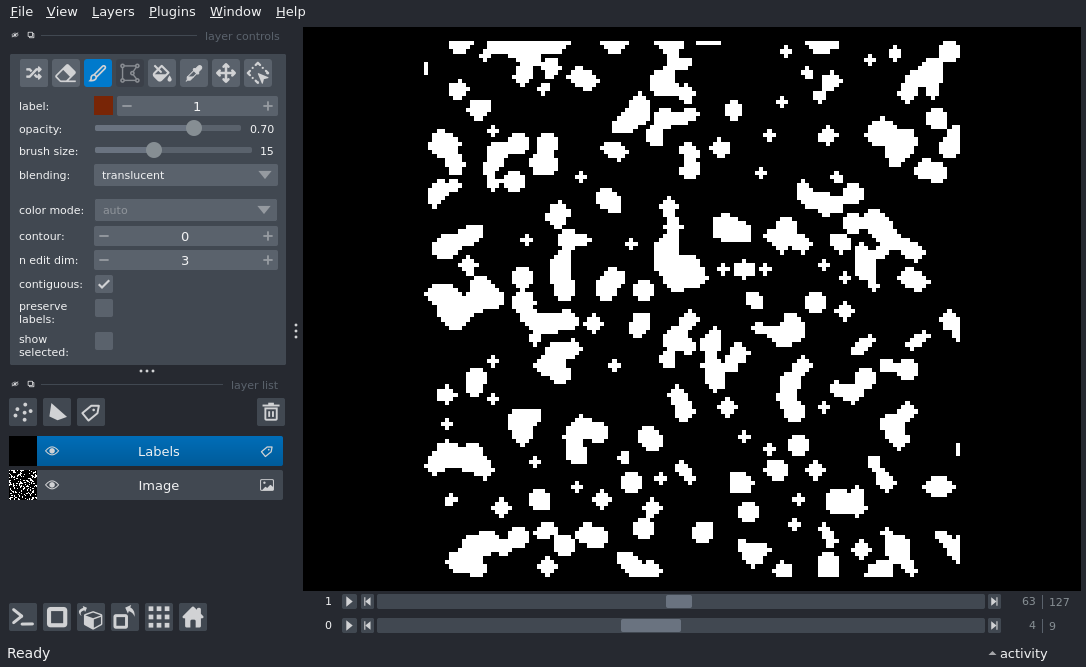 File View Layers Plugins Window Help
layer controls
label: 1
opacity: 0.70
brush size: 15
blending: translucent
color mode: auto
contour: 0
n edit dim: 3
contiguous:
preserve
labels:
show
selected:
layer list
Labels
Image
1 63 127
0 4 9
Ready activity